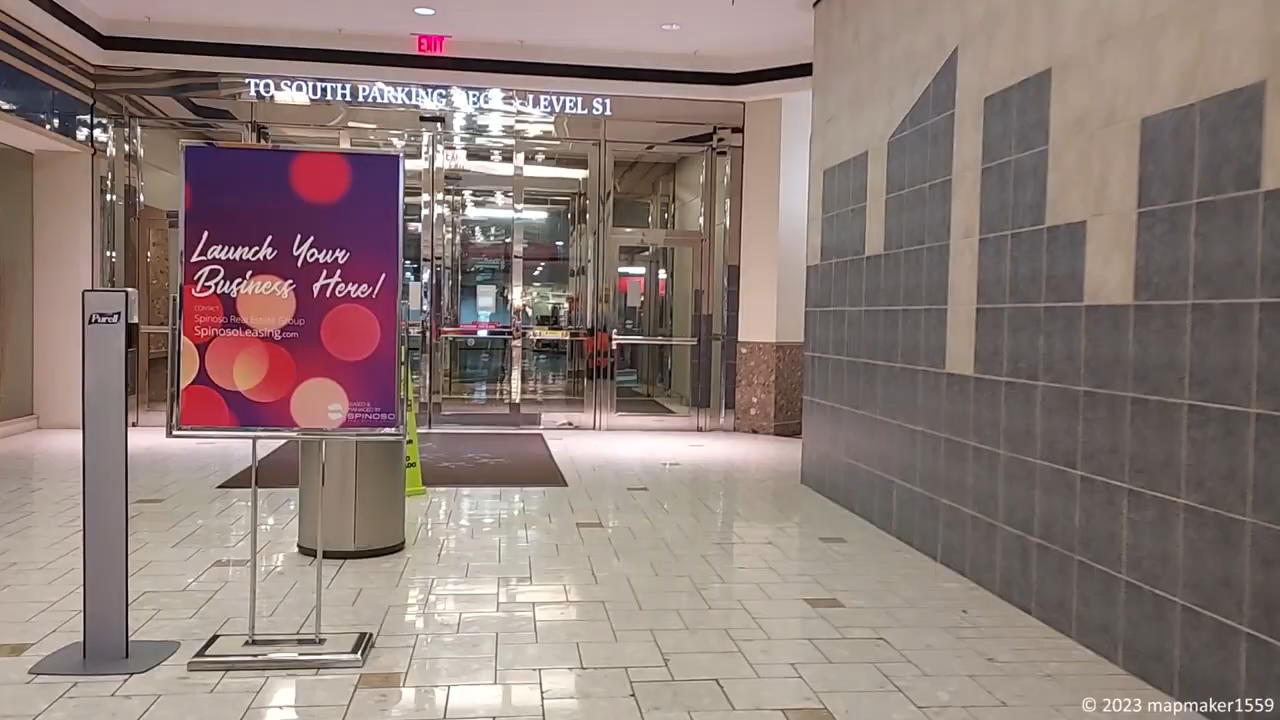 EXIT
TO SOUTH PARKING DECK - LEVEL S1
Launch Your
Business Here!
CONTACT:
Spinoso Real Estate Group
SpinosoLeasing.com
LEASED &
MANAGED BY
SPINOSO
Purell
© 2023 mapmaker1559